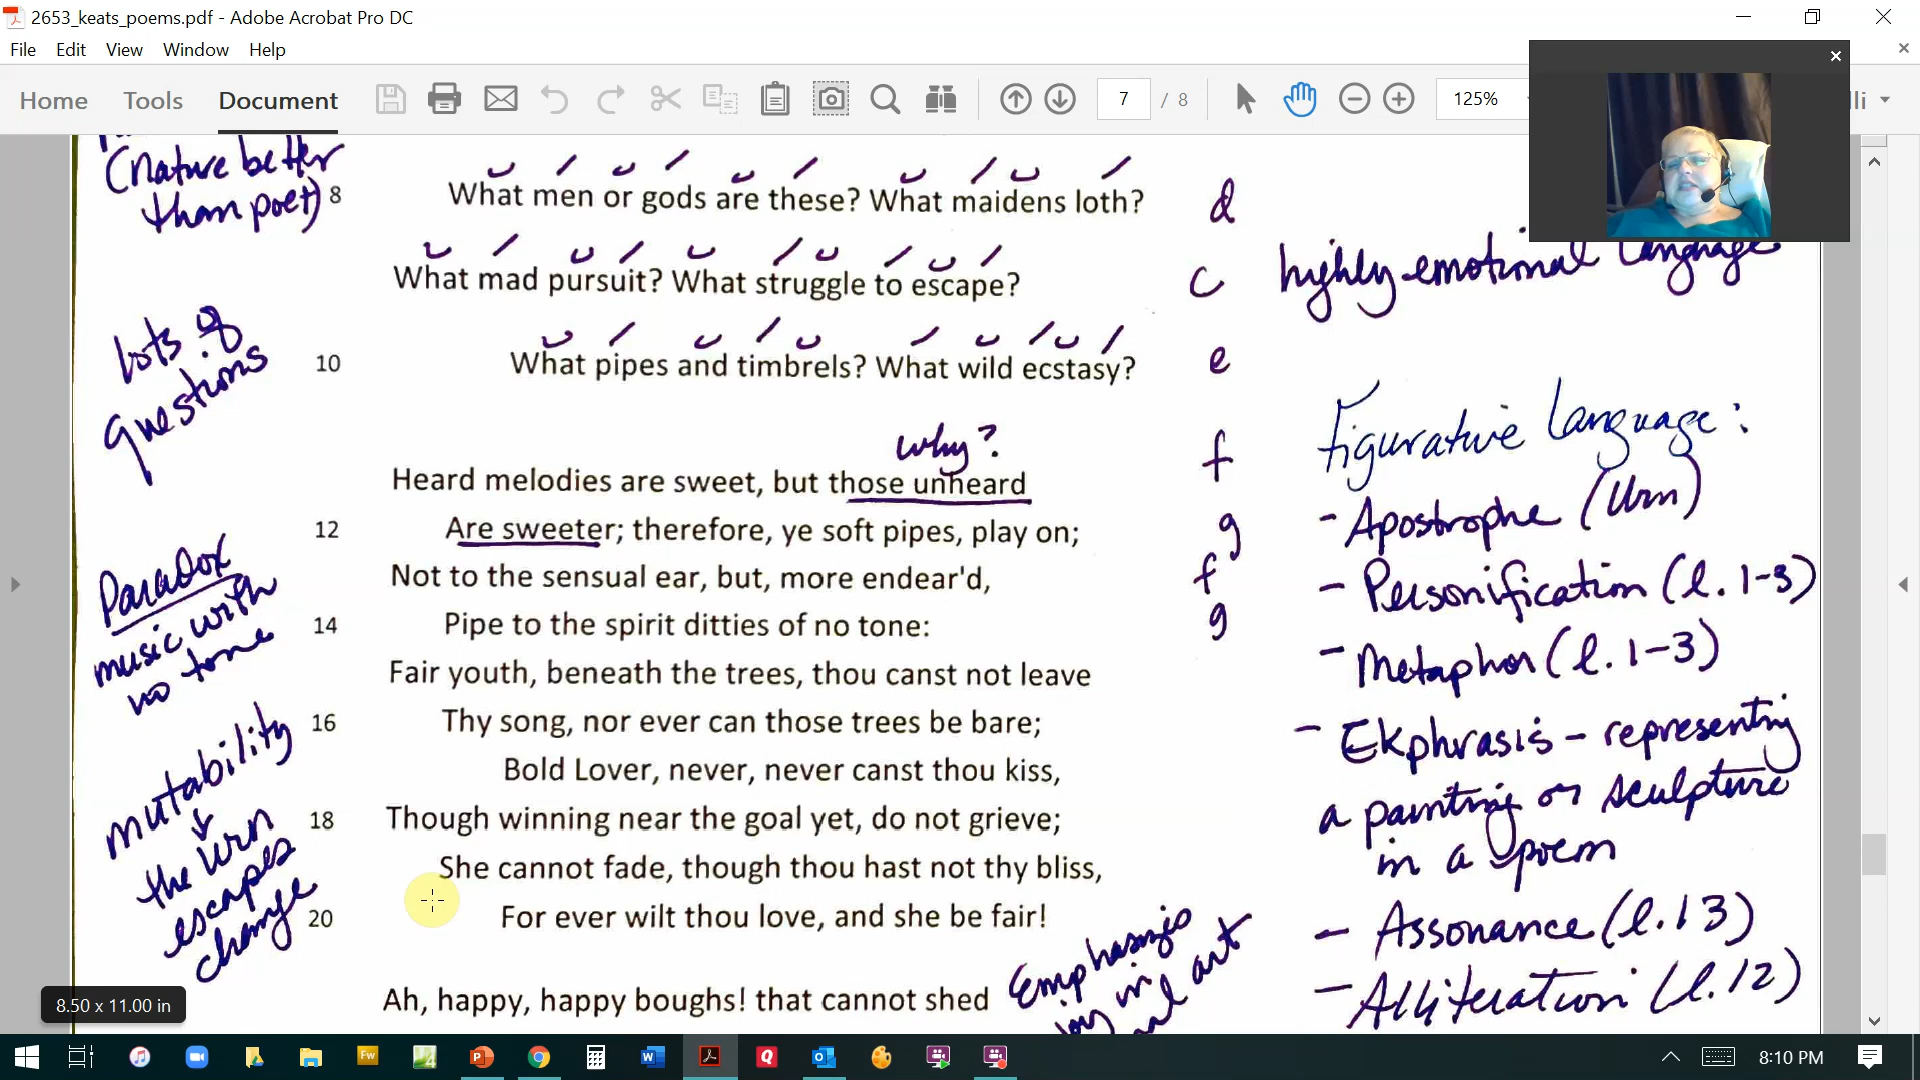 2653_keats_poems.pdf - Adobe Acrobat Pro DC
File Edit View Window Help
Home Tools Document 7 / 8 125% lli
(nature better
than poet)
8 What men or gods are these? What maidens loth? d
What mad pursuit? What struggle to escape? c
highly-emotional language
lots of
questions
10 What pipes and timbrels? What wild ecstasy? e
Figurative Language:
why?
Heard melodies are sweet, but those unheard f
- Apostrophe (Urn)
12 Are sweeter; therefore, ye soft pipes, play on; g
Paradox
music with
no tone
Not to the sensual ear, but, more endear'd, f
- Personification (l. 1-3)
14 Pipe to the spirit ditties of no tone: g
- Metaphor (l. 1-3)
Fair youth, beneath the trees, thou canst not leave
16 Thy song, nor ever can those trees be bare;
- Ekphrasis - representing
a painting or sculpture
in a poem
mutability
the urn
escapes
change
Bold Lover, never, never canst thou kiss,
18 Though winning near the goal yet, do not grieve;
She cannot fade, though thou hast not thy bliss,
20 For ever wilt thou love, and she be fair!
- Assonance (l. 13)
- Alliteration (l. 12)
Emphasizes
joy in
art
Ah, happy, happy boughs! that cannot shed
8.50 x 11.00 in
Fw
8:10 PM